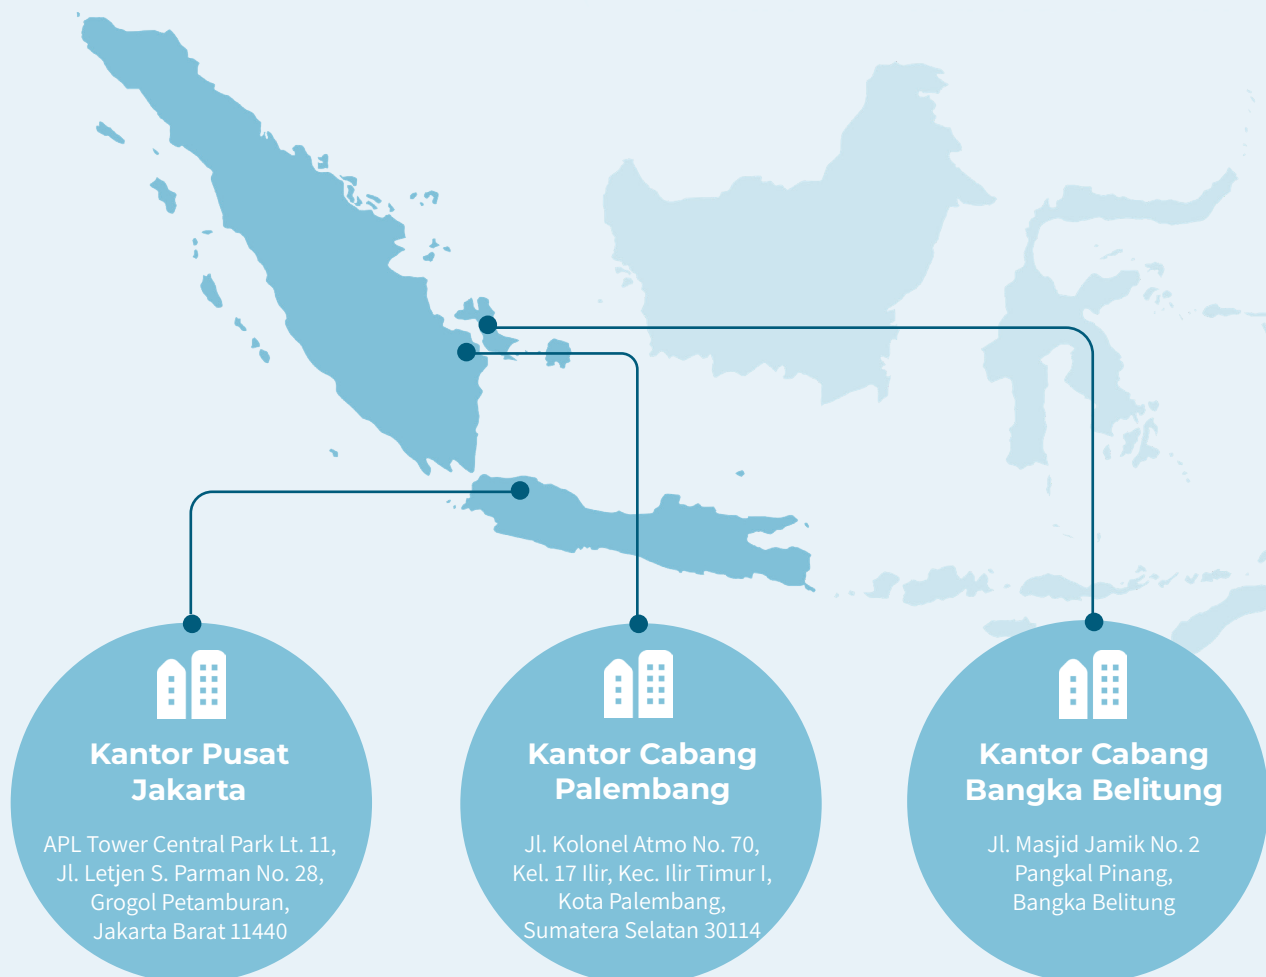 Kantor Pusat
Jakarta
APL Tower Central Park Lt. 11,
Jl. Letjen S. Parman No. 28,
Grogol Petamburan,
Jakarta Barat 11440
Kantor Cabang
Palembang
Jl. Kolonel Atmo No. 70,
Kel. 17 Ilir, Kec. Ilir Timur I,
Kota Palembang,
Sumatera Selatan 30114
Kantor Cabang
Bangka Belitung
Jl. Masjid Jamik No. 2
Pangkal Pinang,
Bangka Belitung